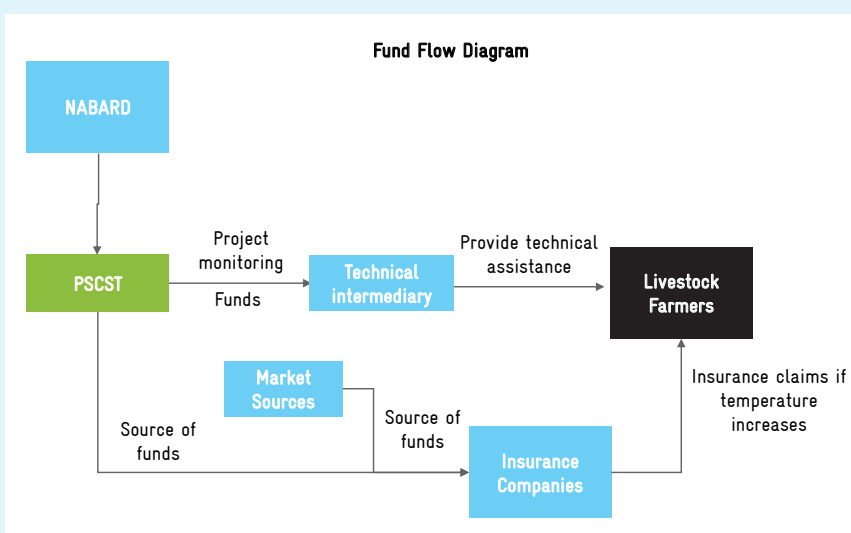 Fund Flow Diagram
NABARD
PSCST
Project
monitoring
Funds
Technical
intermediary
Provide technical
assistance
Livestock
Farmers
Market
Sources
Source of
funds
Source of
funds
Insurance
Companies
Insurance claims if
temperature
increases